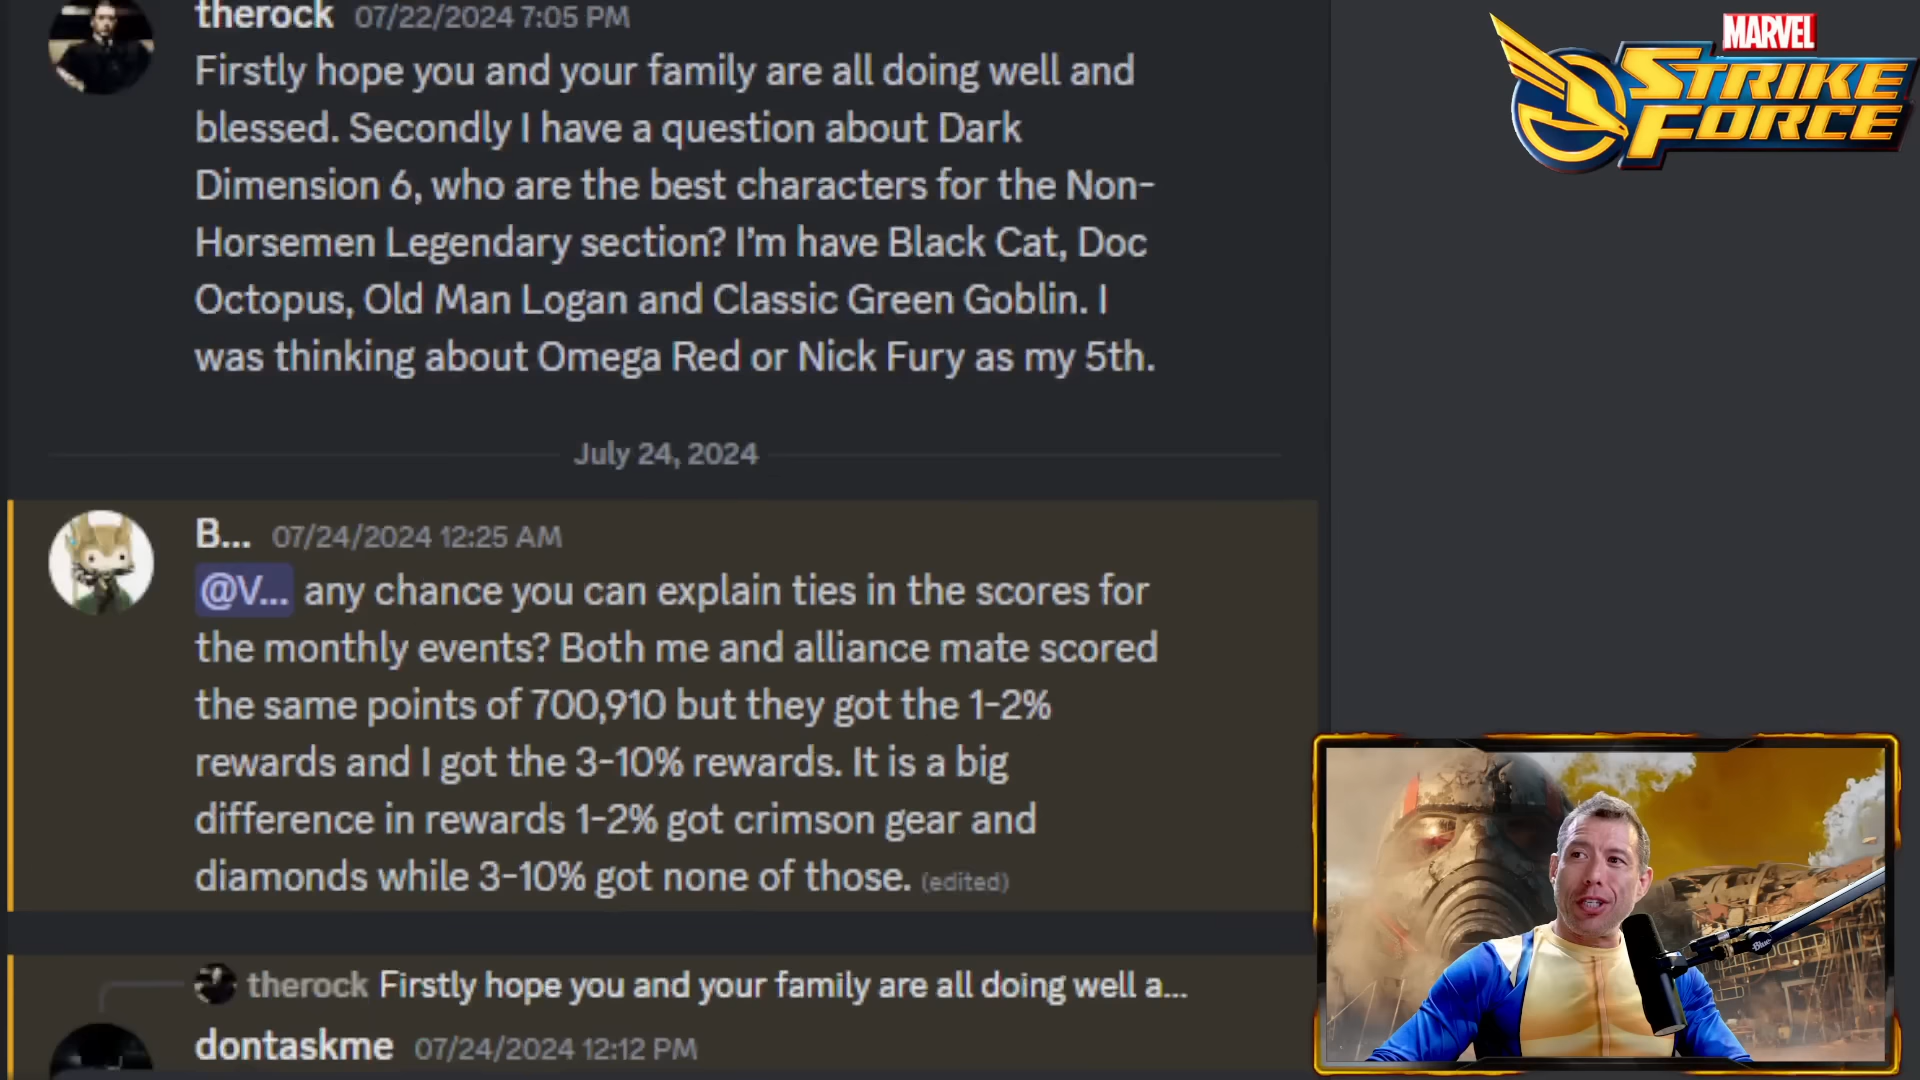 therock 07/22/2024 7:05 PM
Firstly hope you and your family are all doing well and
blessed. Secondly I have a question about Dark
Dimension 6, who are the best characters for the Non-
Horsemen Legendary section? I'm have Black Cat, Doc
Octopus, Old Man Logan and Classic Green Goblin. I
was thinking about Omega Red or Nick Fury as my 5th.
July 24, 2024
B... 07/24/2024 12:25 AM
@V... any chance you can explain ties in the scores for
the monthly events? Both me and alliance mate scored
the same points of 700,910 but they got the 1-2%
rewards and I got the 3-10% rewards. It is a big
difference in rewards 1-2% got crimson gear and
diamonds while 3-10% got none of those. (edited)
therock Firstly hope you and your family are all doing well a...
dontaskme 07/24/2024 12:12 PM
MARVEL
STRIKE
FORCE
Blue